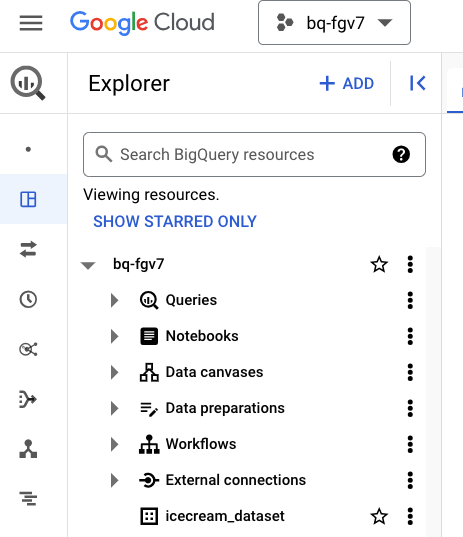 Google Cloud
bq-fgv7
Explorer
+ ADD
Search BigQuery resources
?
Viewing resources.
SHOW STARRED ONLY
bq-fgv7
Queries
Notebooks
Data canvases
Data preparations
Workflows
External connections
icecream_dataset